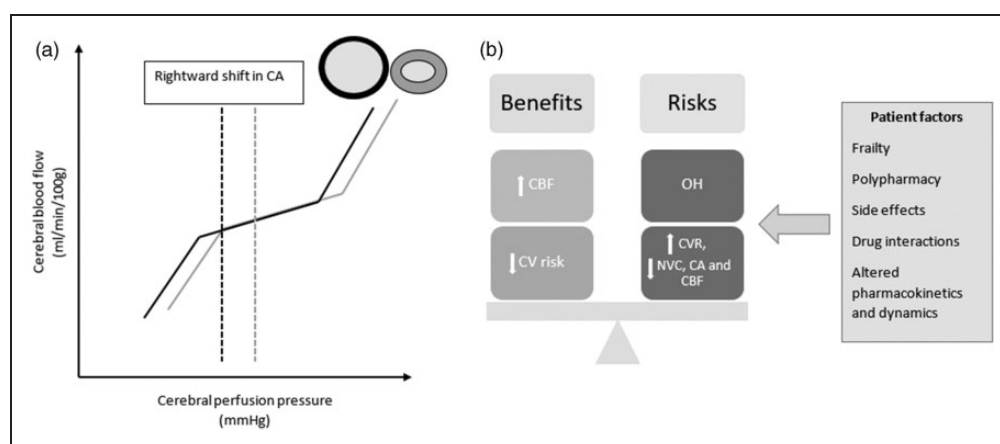 (a)
Rightward shift in CA
Cerebral blood flow
(ml/min/100g)
Cerebral perfusion pressure
(mmHg)
(b)
Benefits
Risks
↑ CBF
OH
↓ CV risk
↑ CVR,
↓ NVC, CA and
CBF
Patient factors
Frailty
Polypharmacy
Side effects
Drug interactions
Altered
pharmacokinetics
and dynamics